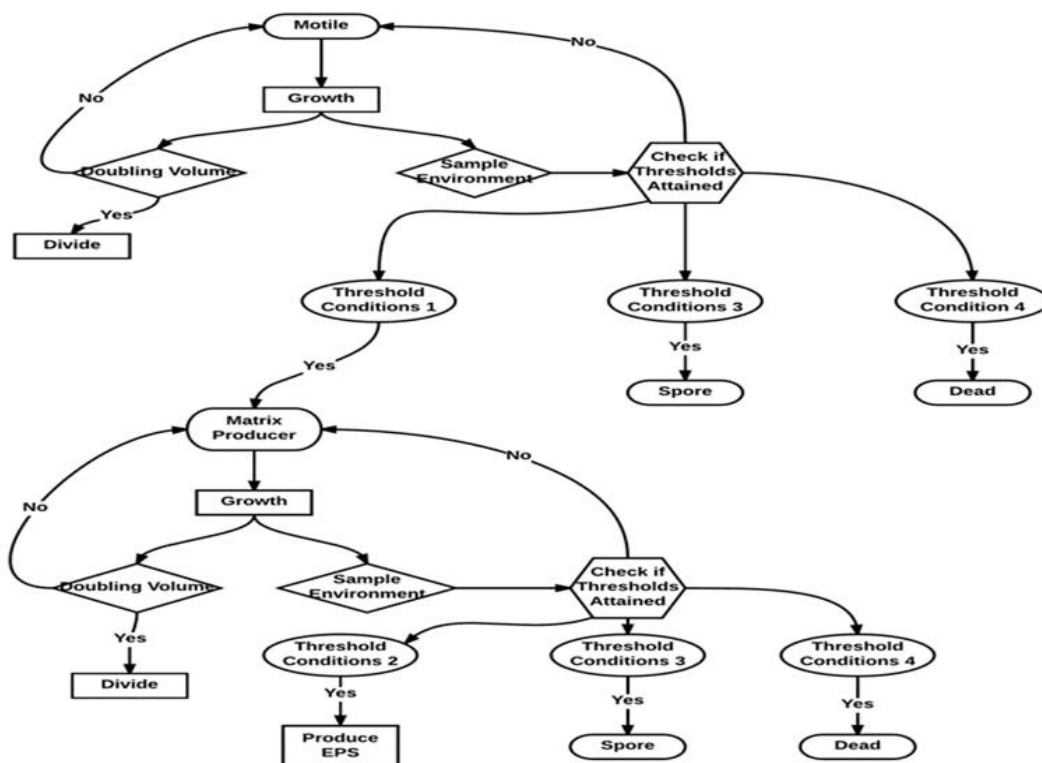 Motile
No
Growth
No
Doubling Volume
Sample
Environment
Check if
Thresholds
Attained
Yes
Divide
Threshold
Conditions 1
Threshold
Conditions 3
Threshold
Condition 4
Yes
Yes
Yes
Spore
Dead
Matrix
Producer
No
Growth
No
Doubling Volume
Sample
Environment
Check if
Thresholds
Attained
Yes
Threshold
Conditions 2
Threshold
Conditions 3
Threshold
Conditions 4
Divide
Yes
Yes
Yes
Produce
EPS
Spore
Dead